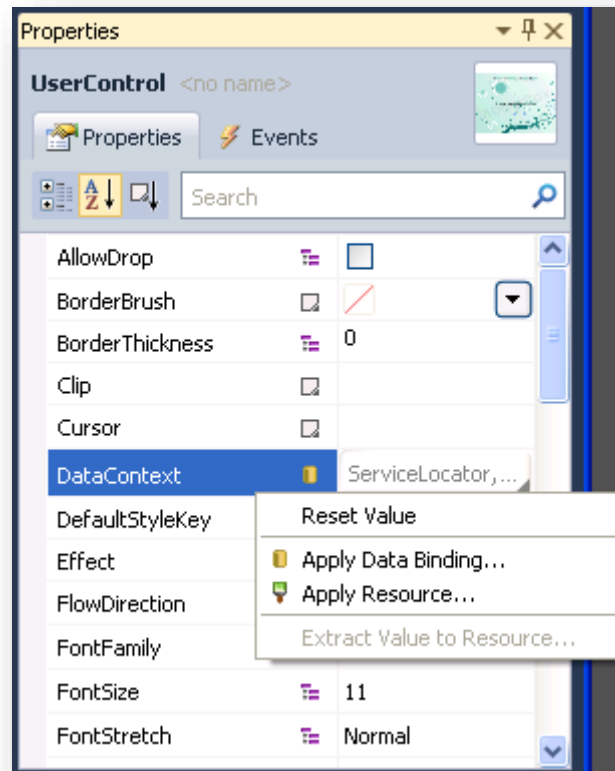 Properties
UserControl <no name>
Properties Events
Search
AllowDrop
BorderBrush
BorderThickness 0
Clip
Cursor
DataContext ServiceLocator,...
DefaultStyleKey
Reset Value
Effect
Apply Data Binding...
FlowDirection
Apply Resource...
FontFamily
Extract Value to Resource...
FontSize 11
FontStretch Normal